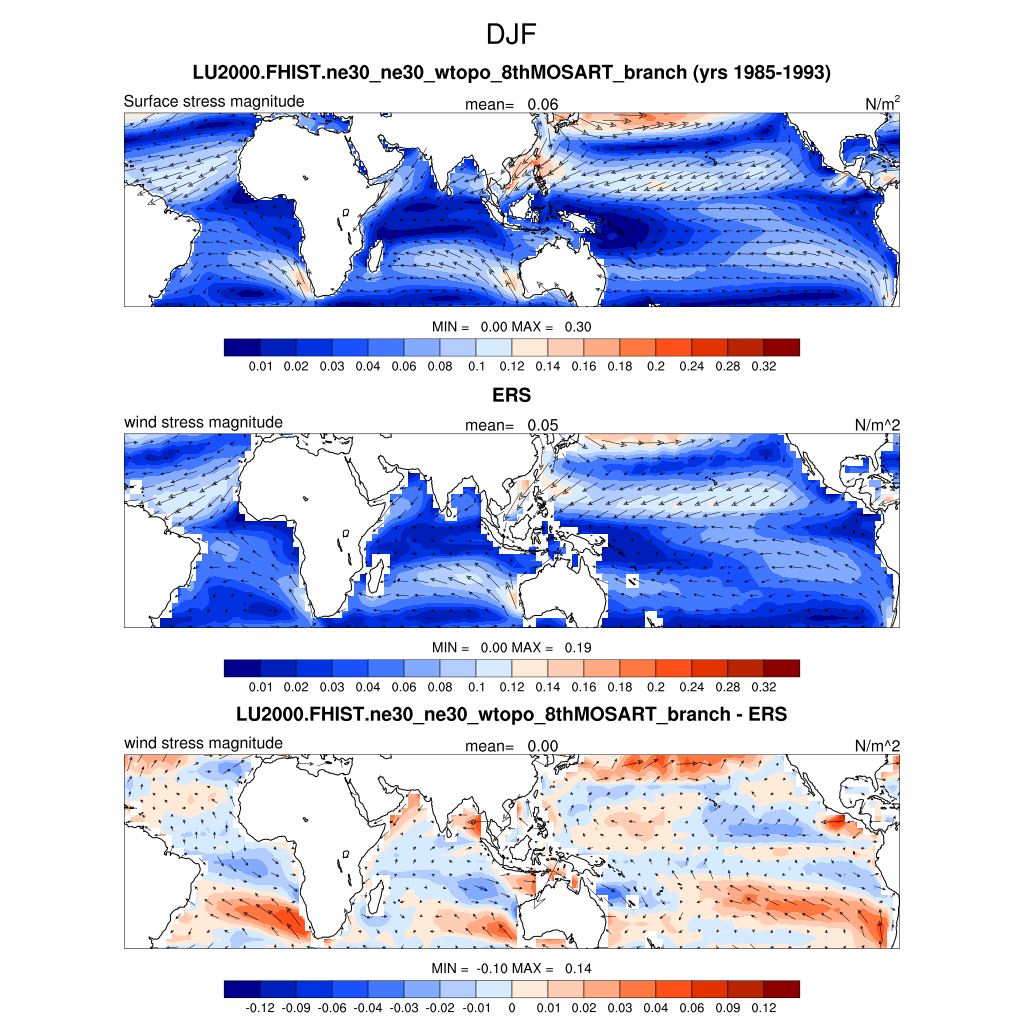 DJF
LU2000.FHIST.ne30_ne30_wtopo_8thMOSART_branch (yrs 1985-1993)
Surface stress magnitude mean= 0.06 N/m2
MIN = 0.00 MAX = 0.30
0.01 0.02 0.03 0.04 0.06 0.08 0.1 0.12 0.14 0.16 0.18 0.2 0.24 0.28 0.32
ERS
wind stress magnitude mean= 0.05 N/m^2
MIN = 0.00 MAX = 0.19
0.01 0.02 0.03 0.04 0.06 0.08 0.1 0.12 0.14 0.16 0.18 0.2 0.24 0.28 0.32
LU2000.FHIST.ne30_ne30_wtopo_8thMOSART_branch - ERS
wind stress magnitude mean= 0.00 N/m^2
MIN = -0.10 MAX = 0.14
-0.12 -0.09 -0.06 -0.04 -0.03 -0.02 -0.01 0 0.01 0.02 0.03 0.04 0.06 0.09 0.12